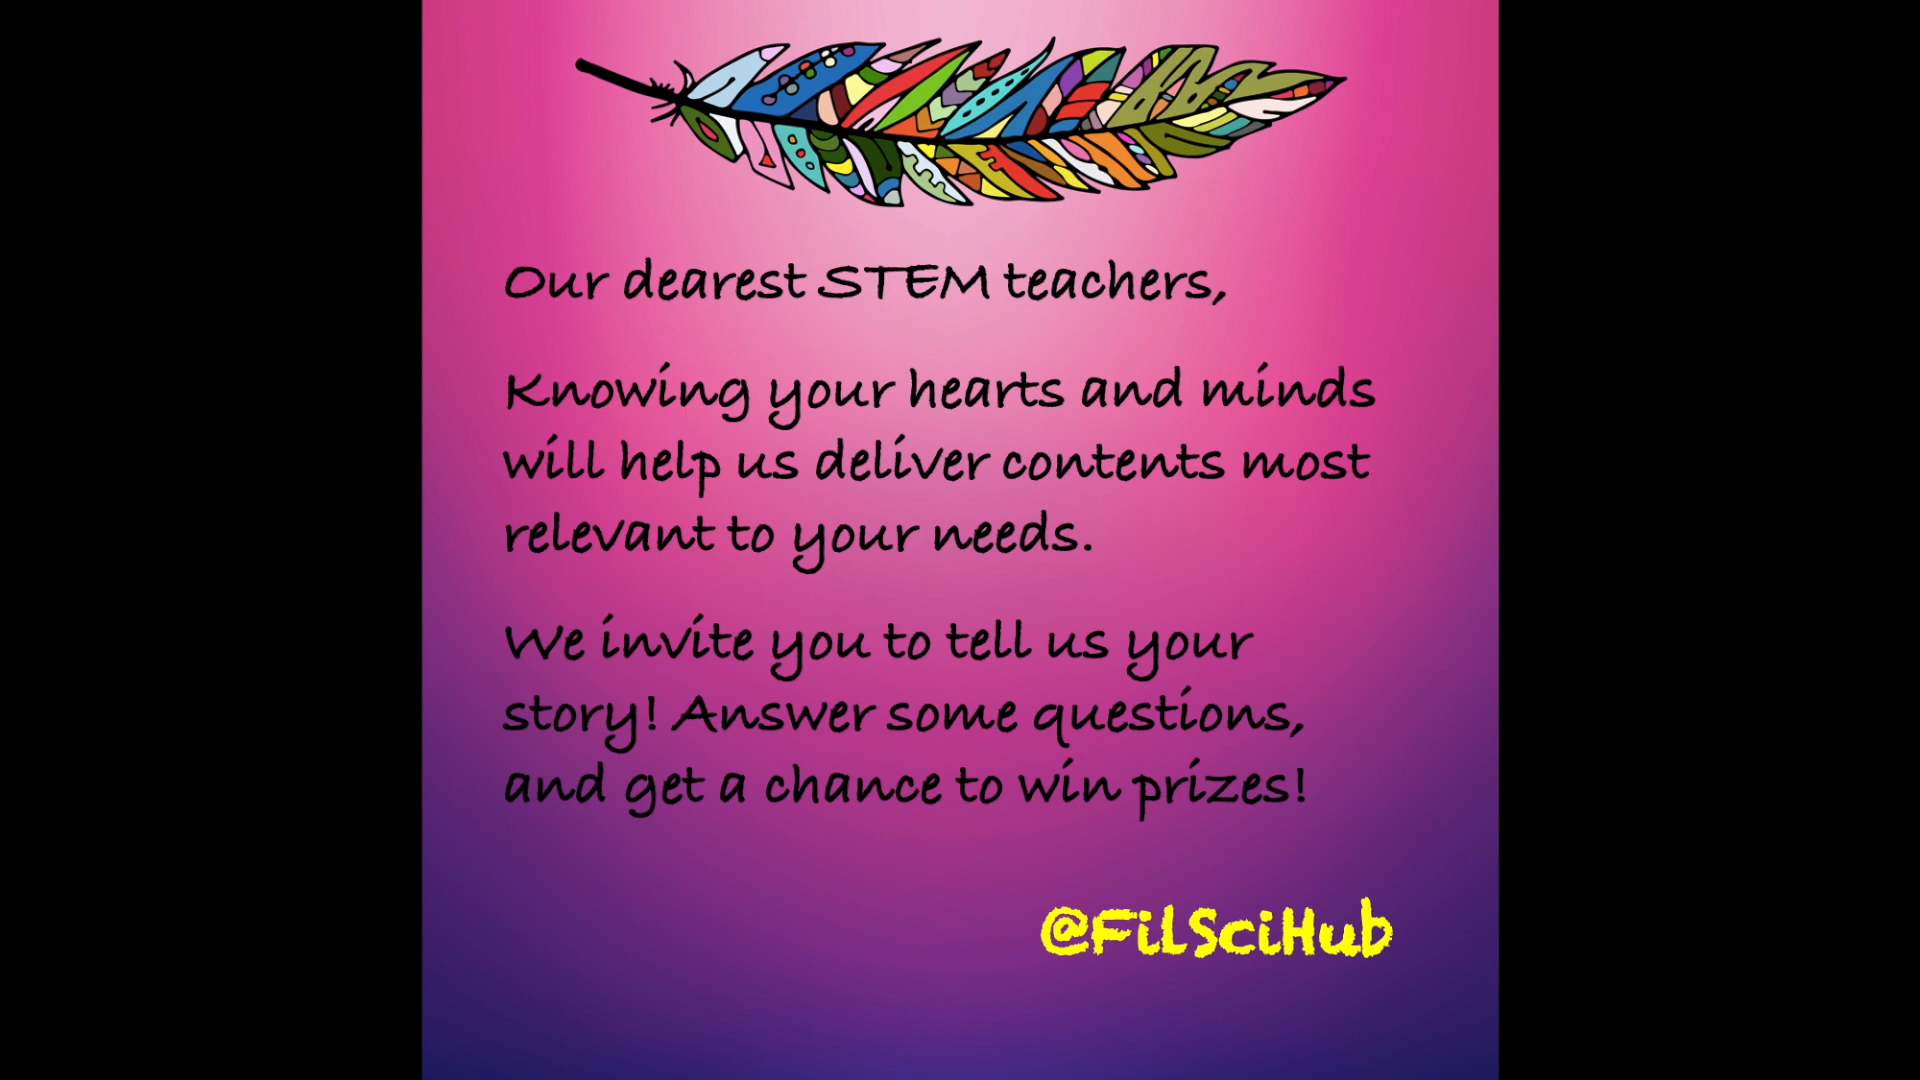 Our dearest STEM teachers,
Knowing your hearts and minds
will help us deliver contents most
relevant to your needs.
We invite you to tell us your
story! Answer some questions,
and get a chance to win prizes!
@FilSciHub